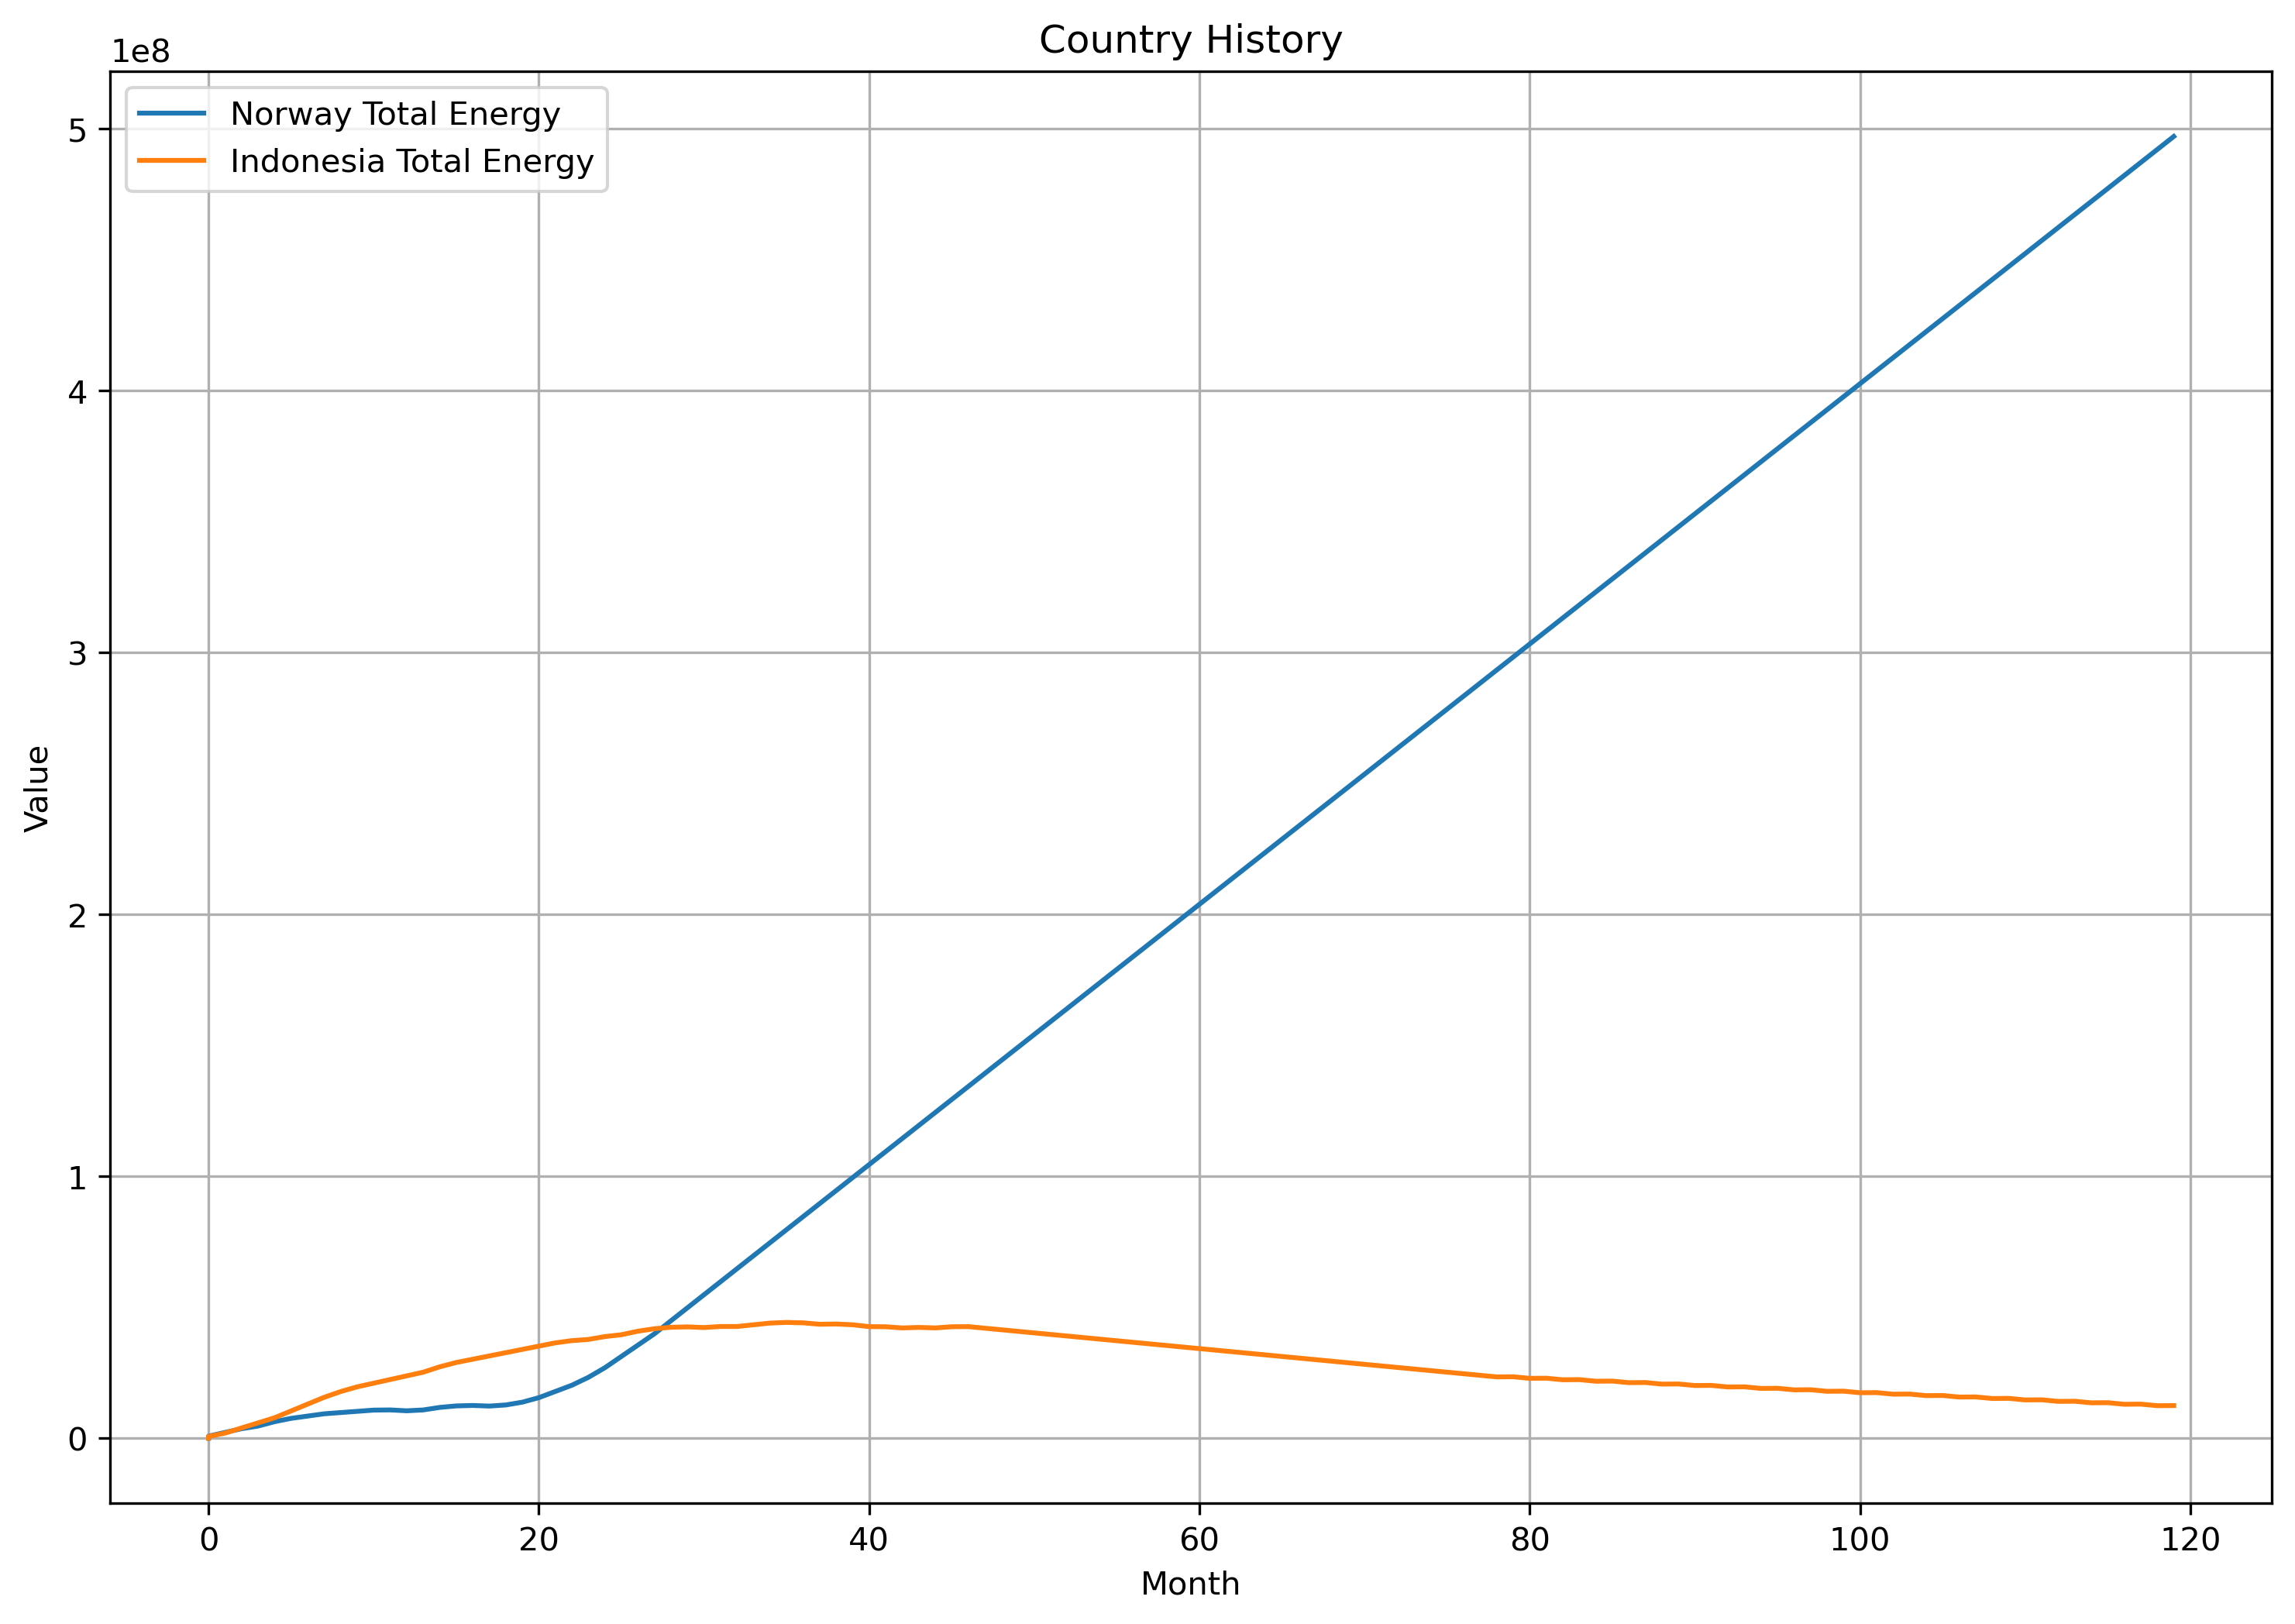 Country History
1e8
Norway Total Energy
Indonesia Total Energy
5
4
3
2
1
0
Value
0 20 40 60 80 100 120
Month